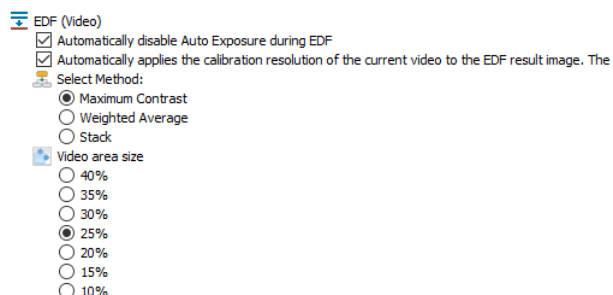 EDF (Video)
Automatically disable Auto Exposure during EDF
Automatically applies the calibration resolution of the current video to the EDF result image. The
Select Method:
Maximum Contrast
Weighted Average
Stack
Video area size
40%
35%
30%
25%
20%
15%
10%